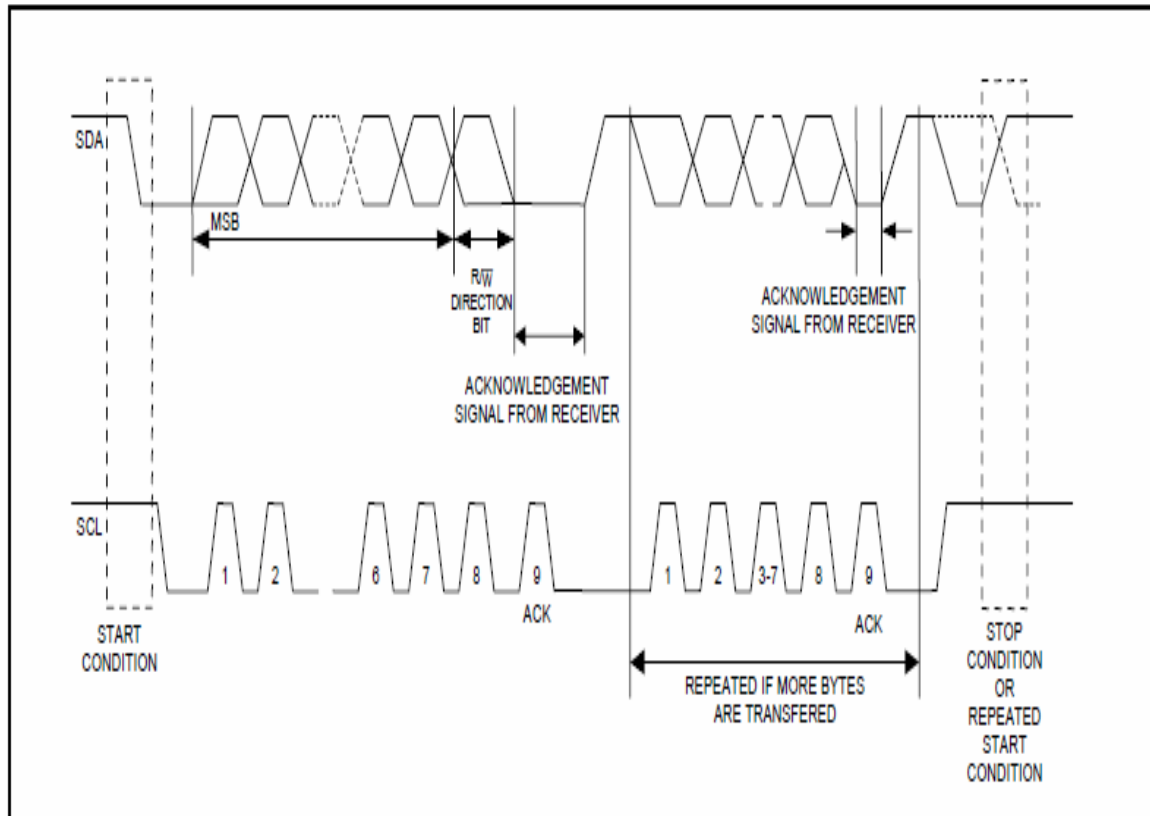 SDA
MSB
R/W
DIRECTION
BIT
ACKNOWLEDGEMENT
SIGNAL FROM RECEIVER
ACKNOWLEDGEMENT
SIGNAL FROM RECEIVER
SCL
1
2
6
7
8
9
1
2
3-7
8
9
ACK
ACK
START
CONDITION
REPEATED IF MORE BYTES
ARE TRANSFERED
STOP
CONDITION
OR
REPEATED
START
CONDITION